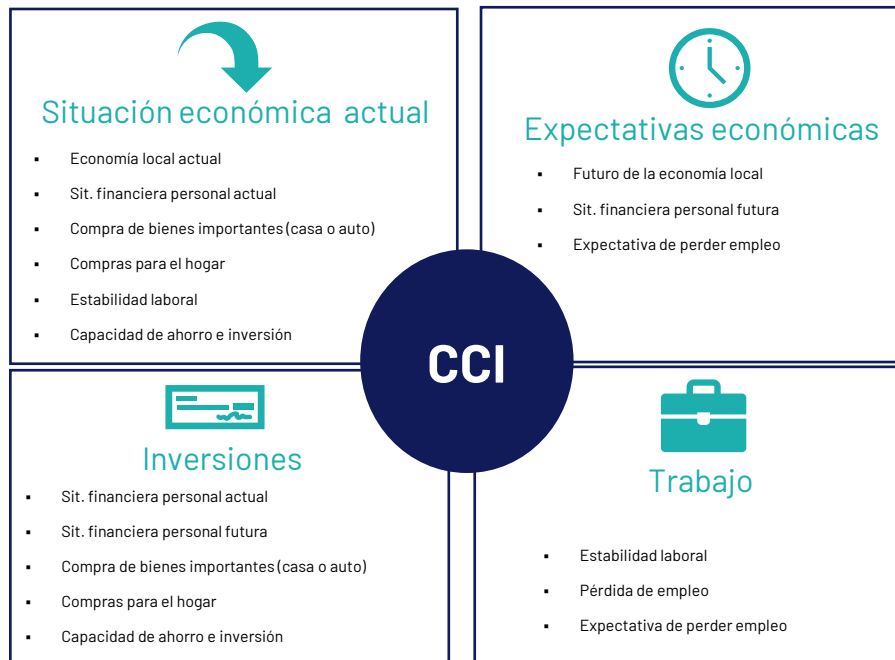 Situación económica actual
▪ Economía local actual
▪ Sit. financiera personal actual
▪ Compra de bienes importantes (casa o auto)
▪ Compras para el hogar
▪ Estabilidad laboral
▪ Capacidad de ahorro e inversión
Expectativas económicas
▪ Futuro de la economía local
▪ Sit. financiera personal futura
▪ Expectativa de perder empleo
CCI
Inversiones
▪ Sit. financiera personal actual
▪ Sit. financiera personal futura
▪ Compra de bienes importantes (casa o auto)
▪ Compras para el hogar
▪ Capacidad de ahorro e inversión
Trabajo
▪ Estabilidad laboral
▪ Pérdida de empleo
▪ Expectativa de perder empleo